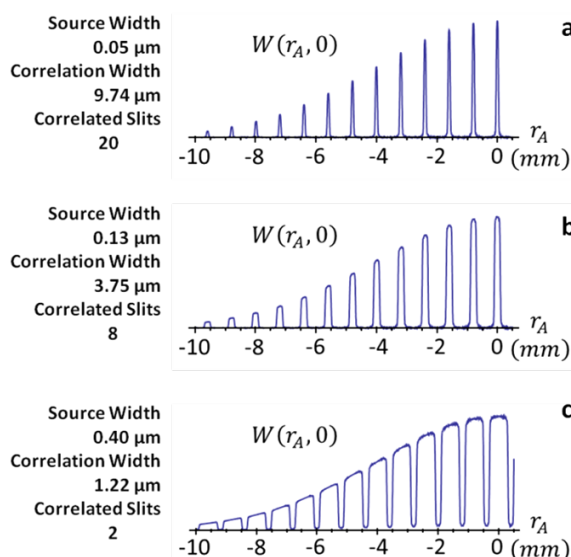 Source Width
0.05 μm
Correlation Width
9.74 μm
Correlated Slits
20
W(r_A, 0)
a
r_A
-10 -8 -6 -4 -2 0 (mm)
Source Width
0.13 μm
Correlation Width
3.75 μm
Correlated Slits
8
W(r_A, 0)
b
r_A
-10 -8 -6 -4 -2 0 (mm)
Source Width
0.40 μm
Correlation Width
1.22 μm
Correlated Slits
2
W(r_A, 0)
r_A
-10 -8 -6 -4 -2 0 (mm)